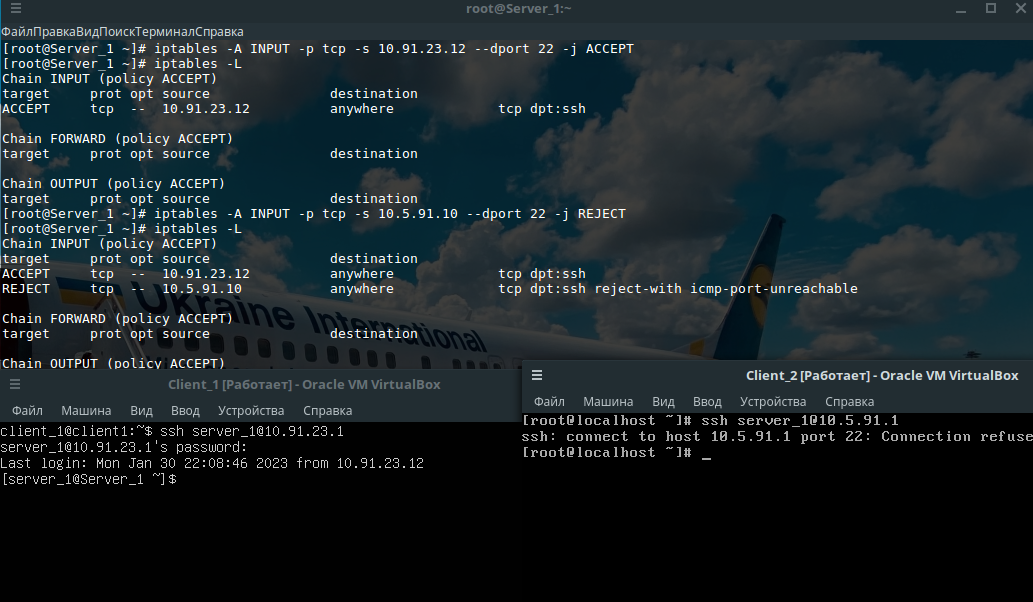 root@Server_1:~
ФайлПравкаВидПоискТерминалСправка
[root@Server_1 ~]# iptables -A INPUT -p tcp -s 10.91.23.12 --dport 22 -j ACCEPT
[root@Server_1 ~]# iptables -L
Chain INPUT (policy ACCEPT)
target     prot opt source               destination
ACCEPT     tcp  --  10.91.23.12          anywhere             tcp dpt:ssh
Chain FORWARD (policy ACCEPT)
target     prot opt source               destination
Chain OUTPUT (policy ACCEPT)
target     prot opt source               destination
[root@Server_1 ~]# iptables -A INPUT -p tcp -s 10.5.91.10 --dport 22 -j REJECT
[root@Server_1 ~]# iptables -L
Chain INPUT (policy ACCEPT)
target     prot opt source               destination
ACCEPT     tcp  --  10.91.23.12          anywhere             tcp dpt:ssh
REJECT     tcp  --  10.5.91.10           anywhere             tcp dpt:ssh reject-with icmp-port-unreachable
Chain FORWARD (policy ACCEPT)
target     prot opt source               destination
Chain OUTPUT (policy ACCEPT)
Ukraine International
Client_1 [Работает] - Oracle VM VirtualBox
Файл Машина Вид Ввод Устройства Справка
client_1@client1:~$ ssh server_1@10.91.23.1
server_1@10.91.23.1's password:
Last login: Mon Jan 30 22:08:46 2023 from 10.91.23.12
[server_1@Server_1 ~]$
Client_2 [Работает] - Oracle VM VirtualBox
Файл Машина Вид Ввод Устройства Справка
[root@localhost ~]# ssh server_1@10.5.91.1
ssh: connect to host 10.5.91.1 port 22: Connection refuse
[root@localhost ~]# _